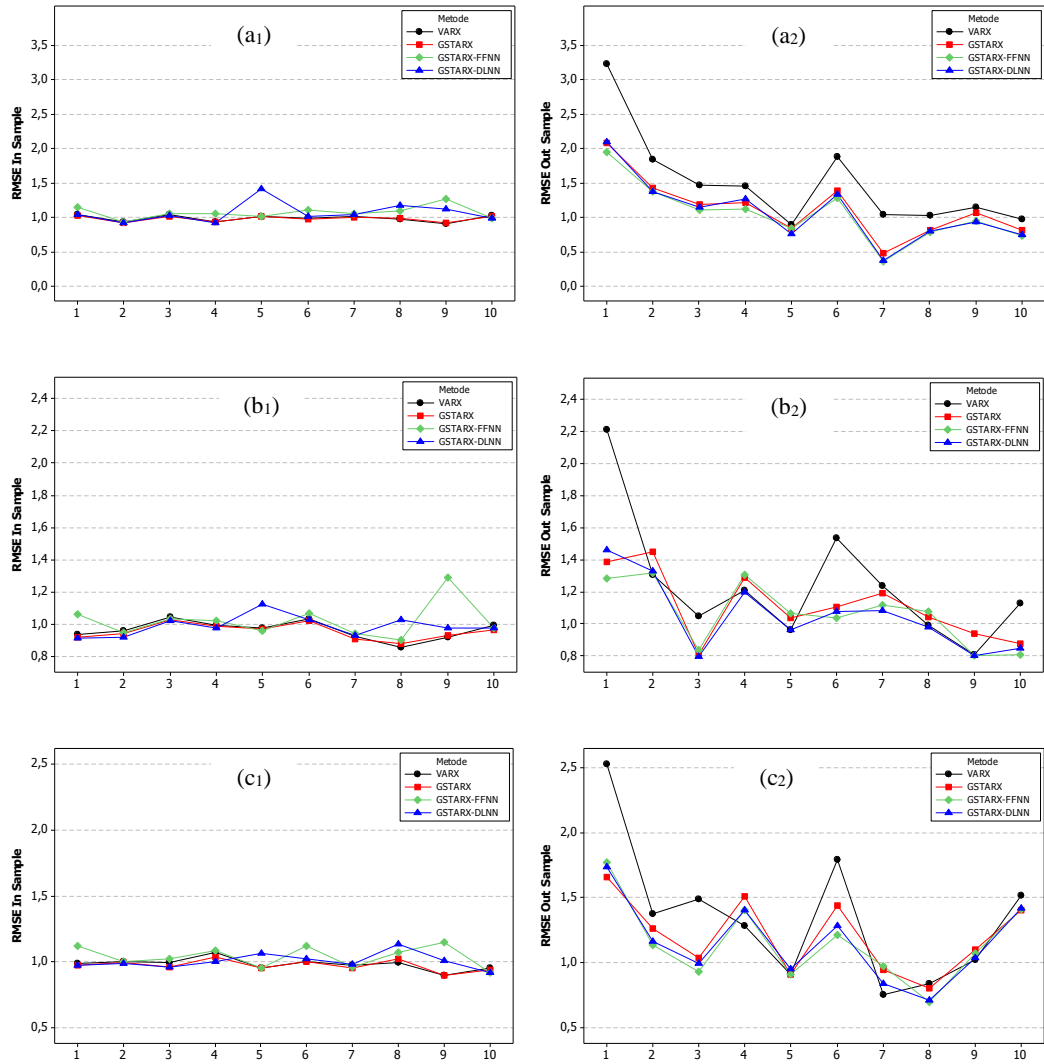 (a1)
Metode
VARX
GSTARX
GSTARX-FFNN
GSTARX-DLNN
RMSE In Sample
3,5
3,0
2,5
2,0
1,5
1,0
0,5
0,0
1 2 3 4 5 6 7 8 9 10
(a2)
Metode
VARX
GSTARX
GSTARX-FFNN
GSTARX-DLNN
RMSE Out Sample
3,5
3,0
2,5
2,0
1,5
1,0
0,5
0,0
1 2 3 4 5 6 7 8 9 10
(b1)
Metode
VARX
GSTARX
GSTARX-FFNN
GSTARX-DLNN
RMSE In Sample
2,4
2,2
2,0
1,8
1,6
1,4
1,2
1,0
0,8
1 2 3 4 5 6 7 8 9 10
(b2)
Metode
VARX
GSTARX
GSTARX-FFNN
GSTARX-DLNN
RMSE Out Sample
2,4
2,2
2,0
1,8
1,6
1,4
1,2
1,0
0,8
1 2 3 4 5 6 7 8 9 10
(c1)
Metode
VARX
GSTARX
GSTARX-FFNN
GSTARX-DLNN
RMSE In Sample
2,5
2,0
1,5
1,0
0,5
1 2 3 4 5 6 7 8 9 10
(c2)
Metode
VARX
GSTARX
GSTARX-FFNN
GSTARX-DLNN
RMSE Out Sample
2,5
2,0
1,5
1,0
0,5
1 2 3 4 5 6 7 8 9 10